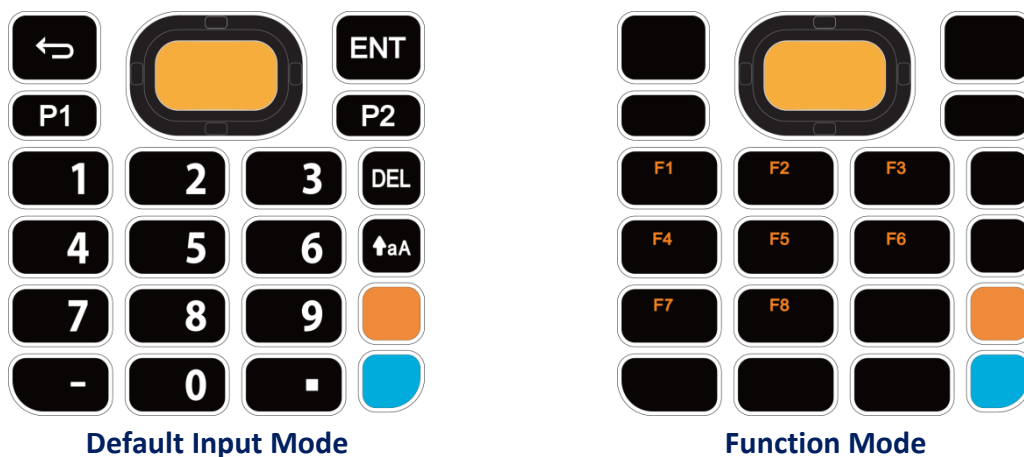 ENT
P1 P2
1 2 3 DEL
4 5 6 aA
7 8 9
- 0 .
Default Input Mode
F1 F2 F3
F4 F5 F6
F7 F8
Function Mode